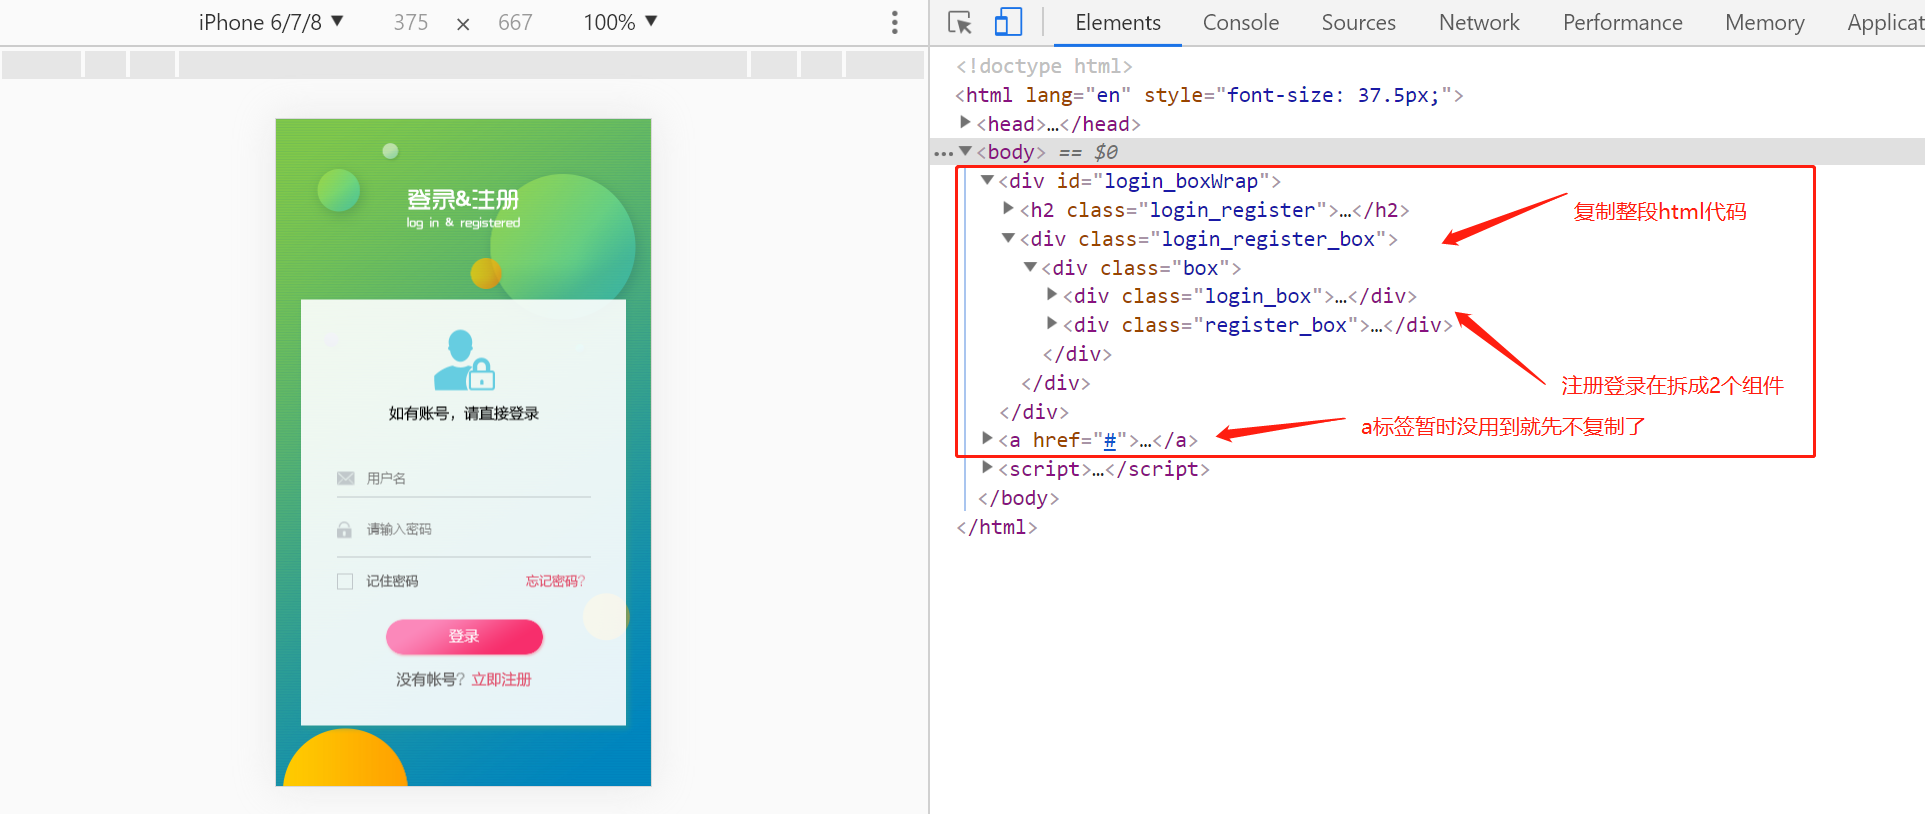 iPhone 6/7/8 ▼ 375 × 667 100% ▼
Elements Console Sources Network Performance Memory Applicat
登录&注册
log in & registered
如有账号，请直接登录
用户名
请输入密码
记住密码 忘记密码?
登录
没有帐号? 立即注册
<!doctype html>
<html lang="en" style="font-size: 37.5px;">
<head>…</head>
<body> == $0
<div id="login_boxWrap">
<h2 class="login_register">…</h2>
<div class="login_register_box">
<div class="box">
<div class="login_box">…</div>
<div class="register_box">…</div>
</div>
</div>
</div>
<a href="#">…</a>
<script>…</script>
</body>
</html>
复制整段html代码
注册登录在拆成2个组件
a标签暂时没用到就先不复制了